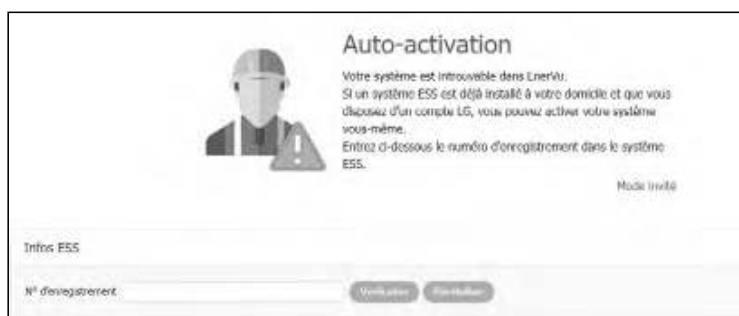 Auto-activation
Votre système est introuvable dans EnerVu.
Si un système ESS est déjà installé à votre domicile et que vous
disposez d'un compte LG, vous pouvez activer votre système
vous-même.
Entrez ci-dessous le numéro d'enregistrement dans le système
ESS.
Mode Invité
Infos ESS
N° d'enregistrement
Vérification